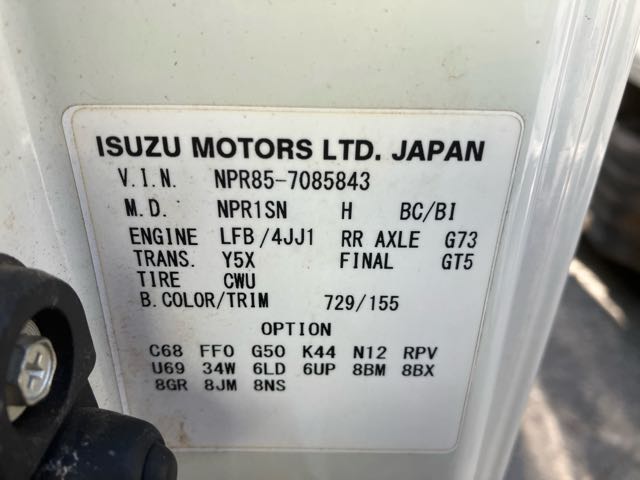 ISUZU MOTORS LTD. JAPAN
V.I.N. NPR85-7085843
M.D. NPR1SN H BC/BI
ENGINE LFB/4JJ1 RR AXLE G73
TRANS. Y5X FINAL GT5
TIRE CWU
B.COLOR/TRIM 729/155
OPTION
C68 FF0 G50 K44 N12 RPV
U69 34W 6LD 6UP 8BM 8BX
8GR 8JM 8NS